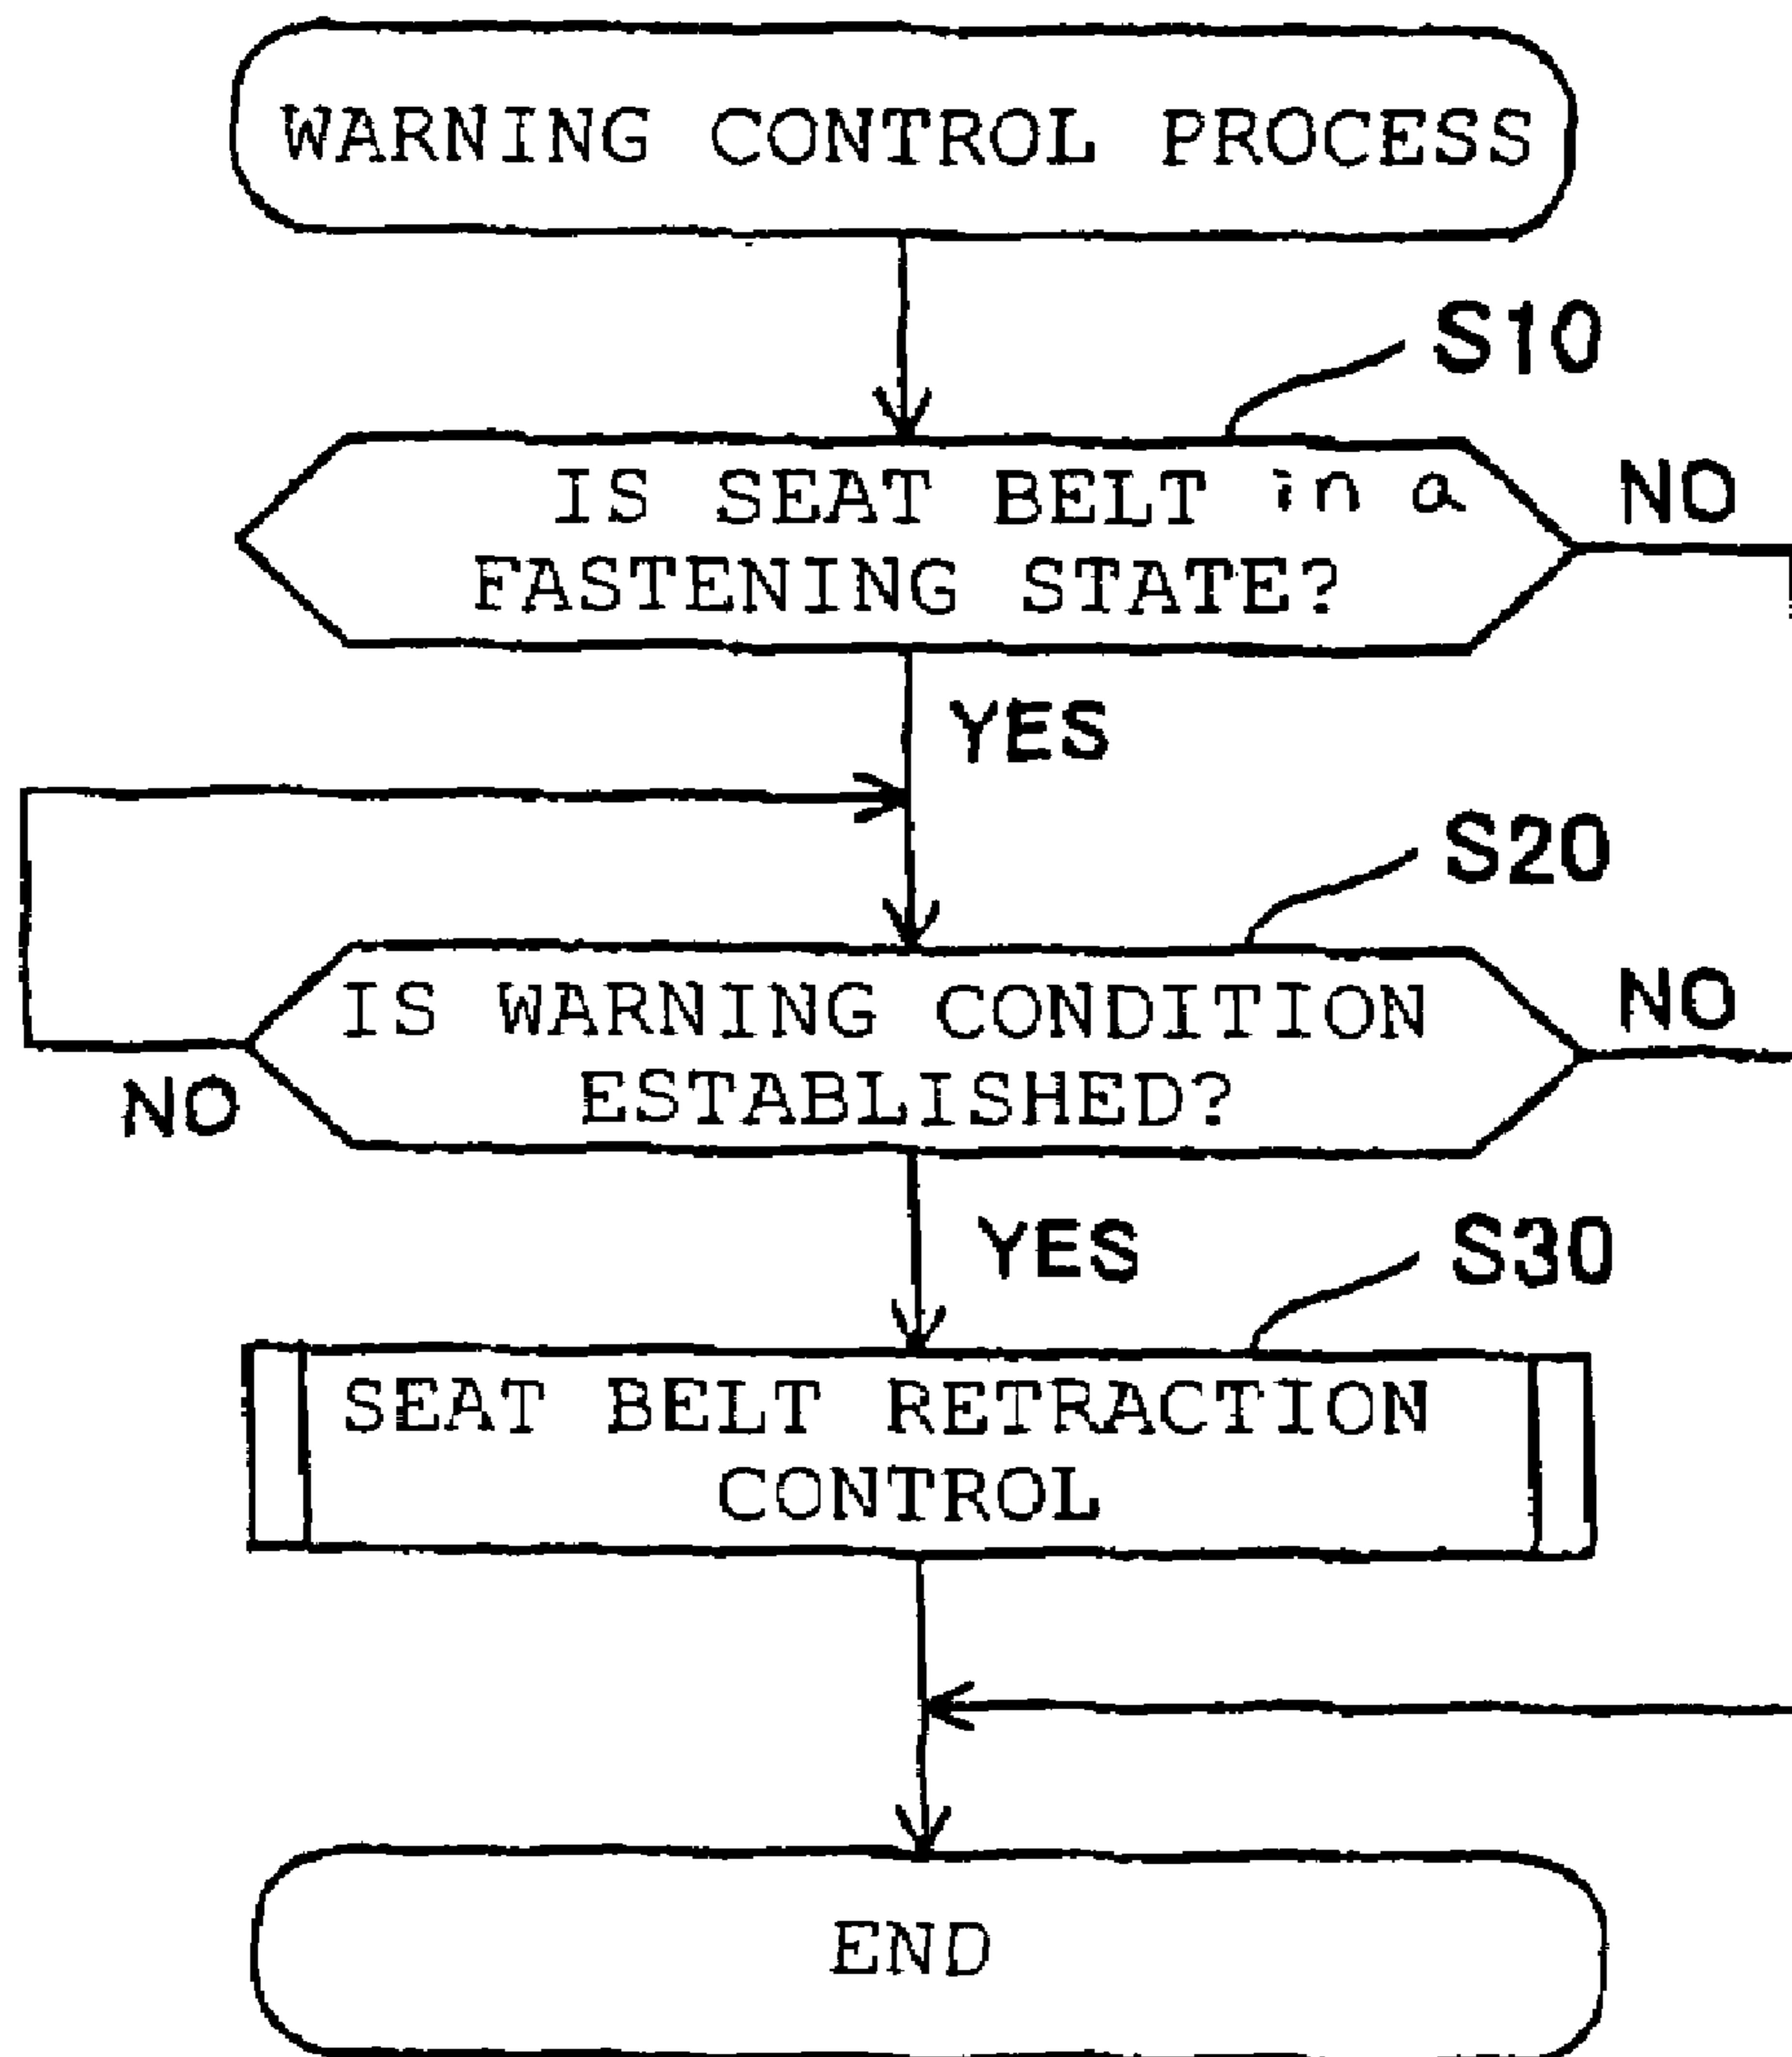 WARNING CONTROL PROCESS
S10
IS SEAT BELT in a
FASTENING STATE?
NO
YES
S20
IS WARNING CONDITION
ESTABLISHED?
NO
NO
YES
S30
SEAT BELT RETRACTION
CONTROL
END